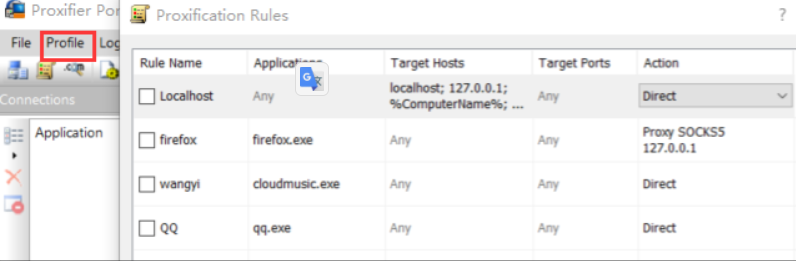 Proxifier Por
Proxification Rules
?
File Profile Log
Connections
Application
Rule Name Applications Target Hosts Target Ports Action
Localhost Any localhost; 127.0.0.1; Any Direct
%ComputerName%; ...
firefox firefox.exe Any Any Proxy SOCKS5
127.0.0.1
wangyi cloudmusic.exe Any Any Direct
QQ qq.exe Any Any Direct